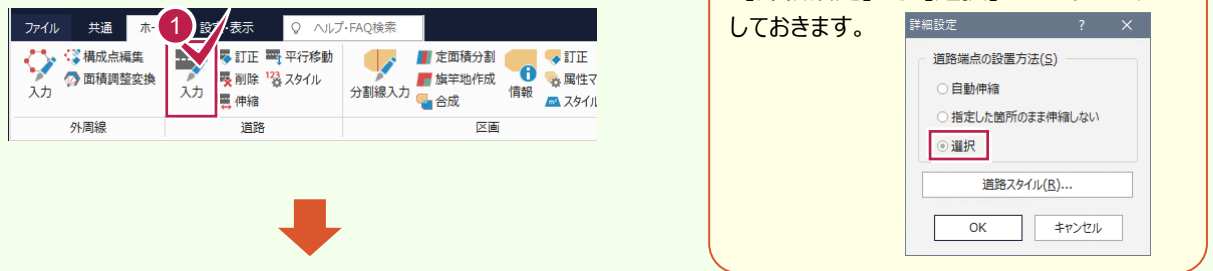 ファイル 共通 ホー 1 設定・表示 ヘルプ・FAQ検索
入力 構成点編集 面積調整変換
入力 訂正 平行移動
削除 123 スタイル
伸縮
分割線入力 定面積分割
旗竿地作成
合成
情報 訂正
属性マ
スタイル
外周線 道路 区画
しておきます。
詳細設定 ? ×
道路端点の設置方法(S)
自動伸縮
指定した箇所のまま伸縮しない
選択
道路スタイル(R)...
OK キャンセル